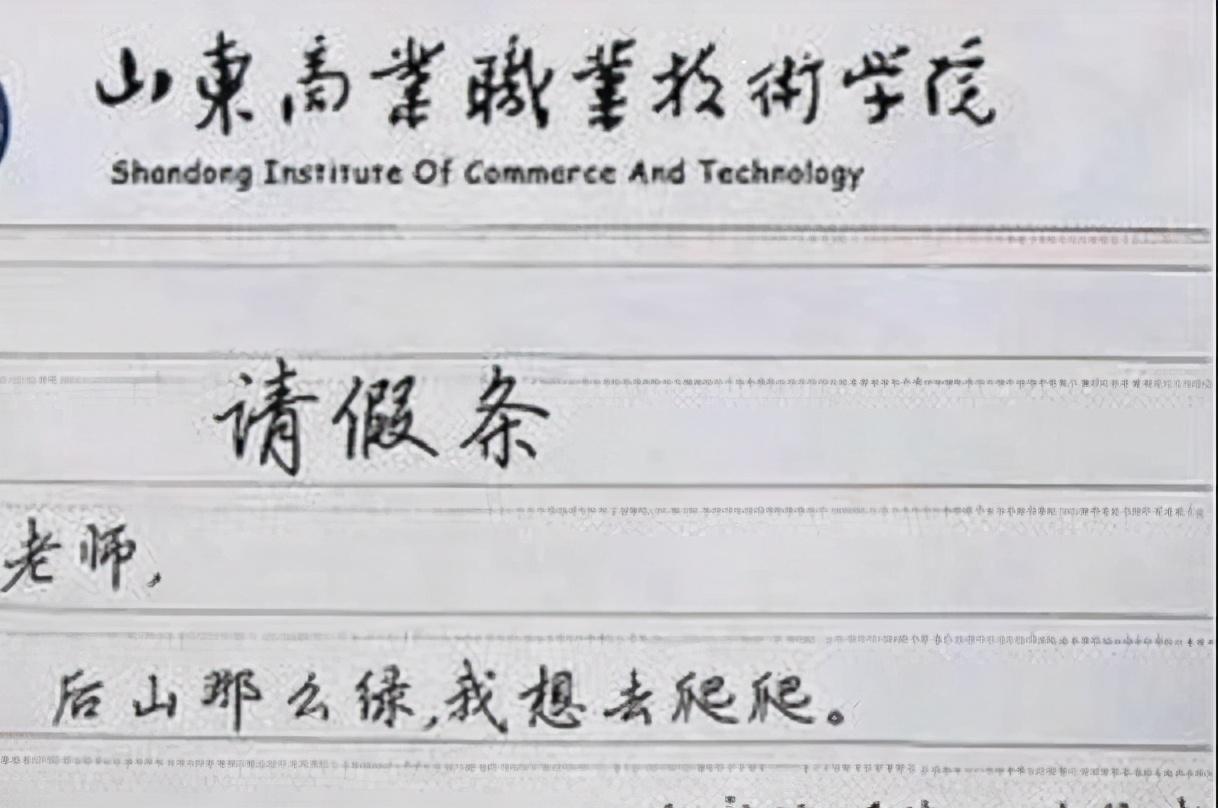 山東商業職業技術学院
Shandong Institute Of Commerce And Technology
请假条
老师,
后山那么绿,我想去爬爬。